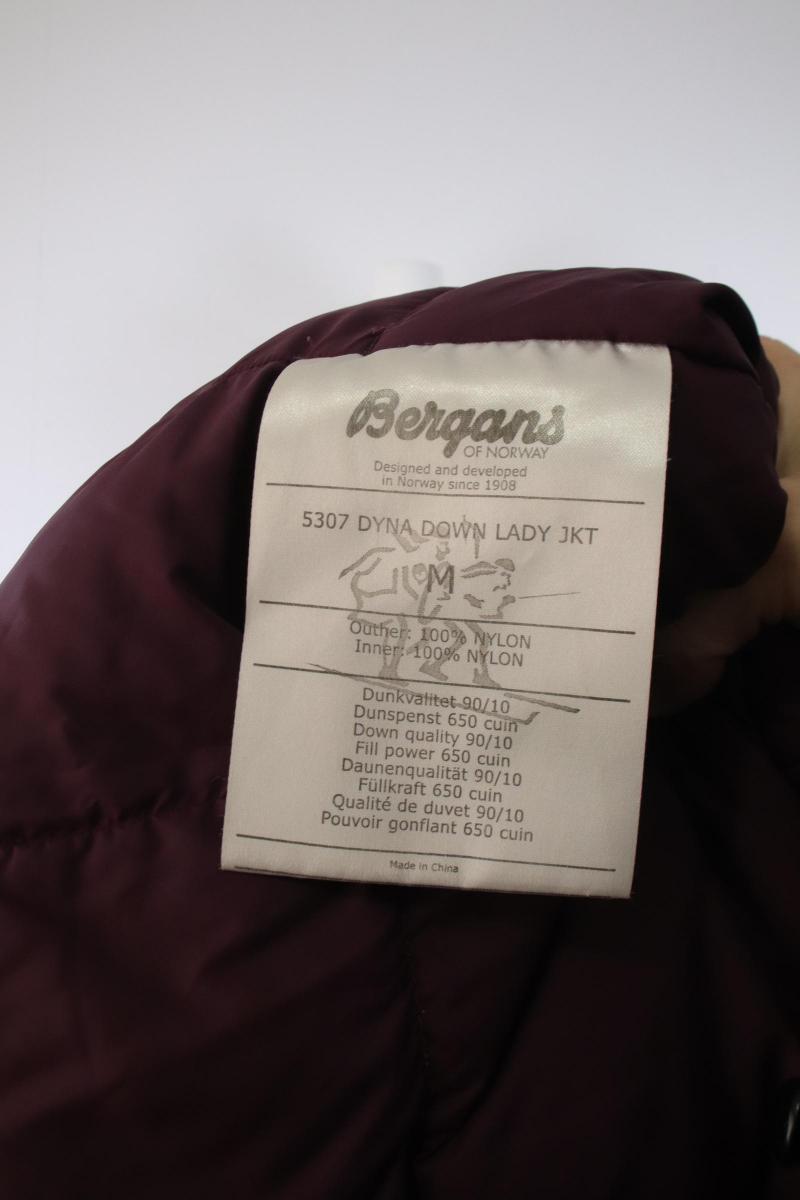 Bergans
OF NORWAY
Designed and developed
in Norway since 1908
5307 DYNA DOWN LADY JKT
M
Outher: 100% NYLON
Inner: 100% NYLON
Dunkvalitet 90/10
Dunspenst 650 cuin
Down quality 90/10
Fill power 650 cuin
Daunenqualität 90/10
Füllkraft 650 cuin
Qualité de duvet 90/10
Pouvoir gonflant 650 cuin
Made in China